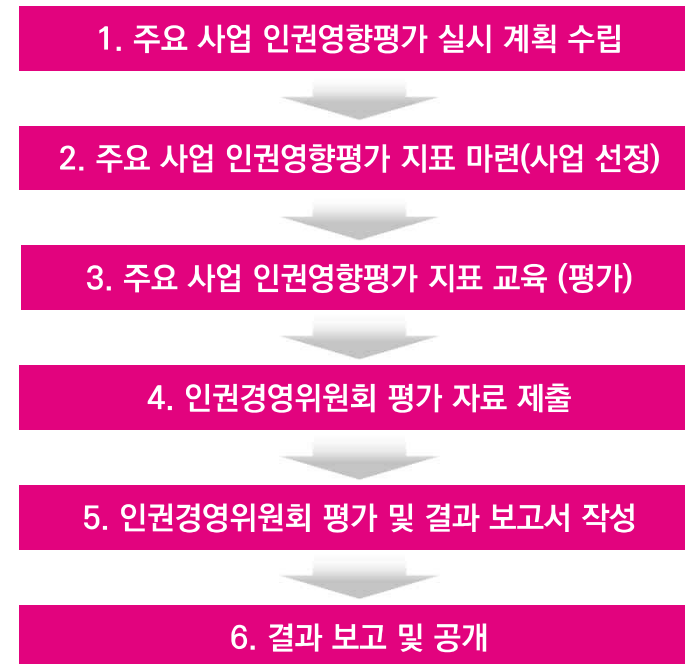 1. 주요 사업 인권영향평가 실시 계획 수립
2. 주요 사업 인권영향평가 지표 마련(사업 선정)
3. 주요 사업 인권영향평가 지표 교육 (평가)
4. 인권경영위원회 평가 자료 제출
5. 인권경영위원회 평가 및 결과 보고서 작성
6. 결과 보고 및 공개